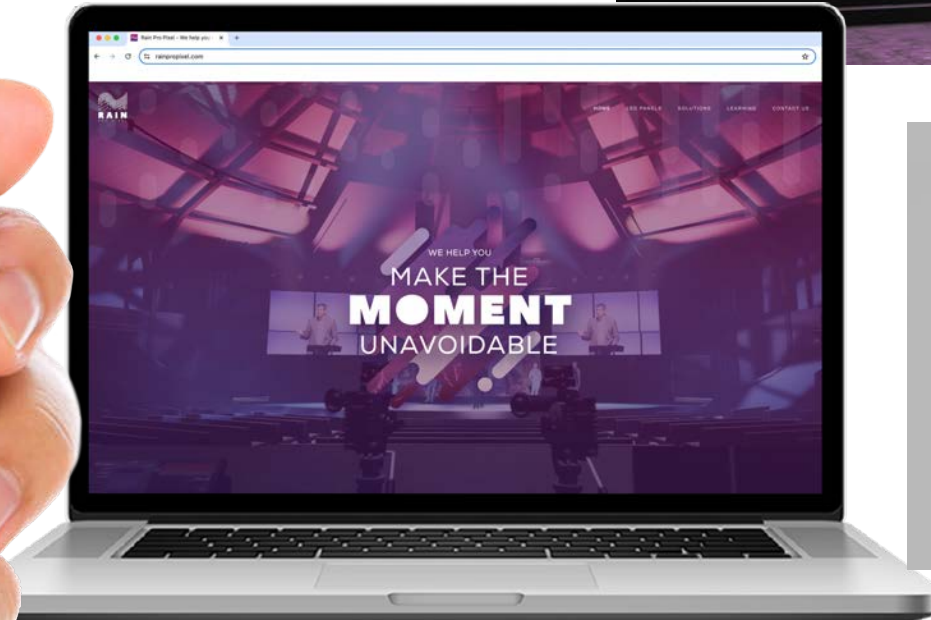 Rain Pro Pixel - We help you
rainpropixel.com
RAIN
HOME LED PANELS SOLUTIONS LEARNING CONTACT US
WE HELP YOU
MAKE THE
MOMENT
UNAVOIDABLE